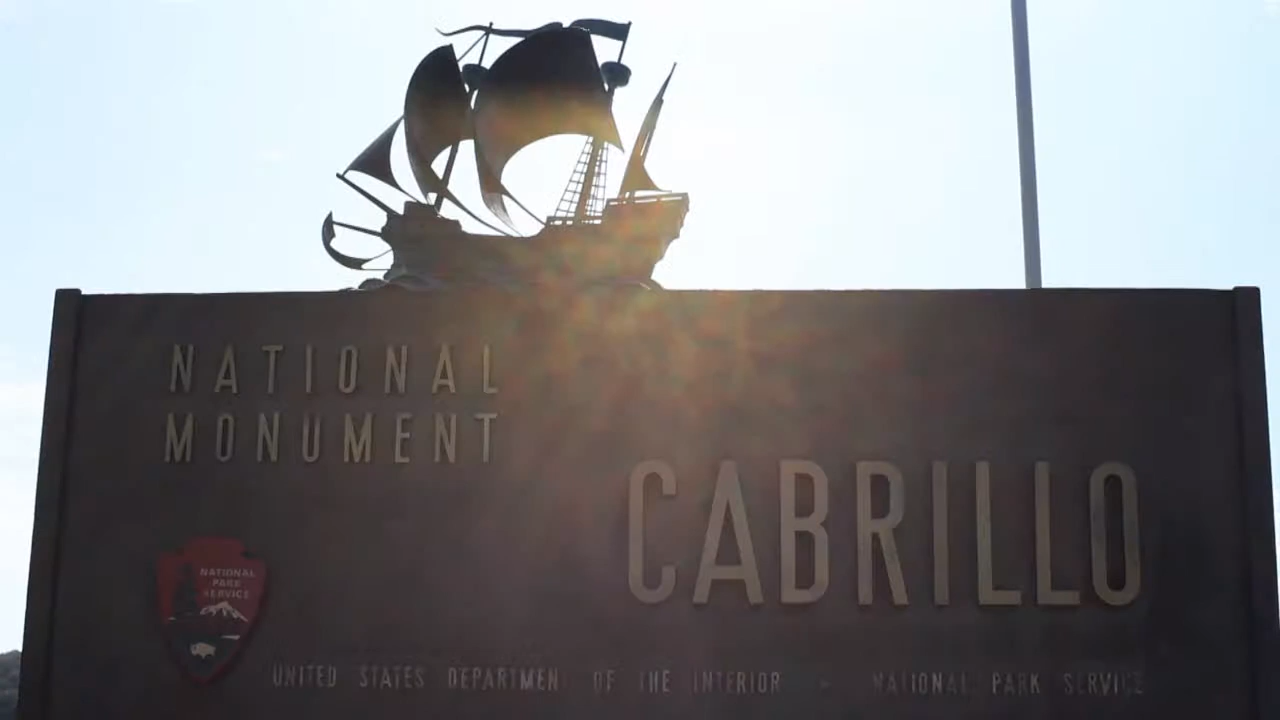 NATIONAL
MONUMENT
CABRILLO
NATIONAL
PARK
SERVICE
UNITED STATES DEPARTMENT OF THE INTERIOR - NATIONAL PARK SERVICE